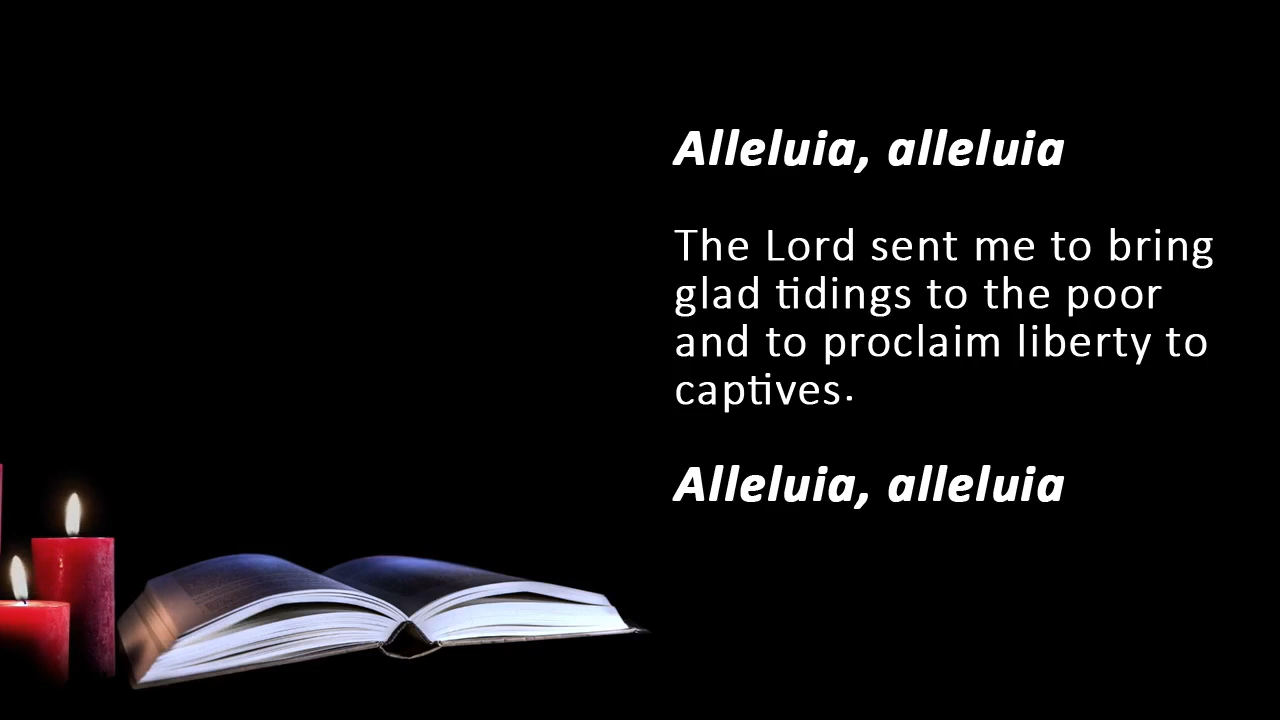 Alleluia, alleluia
The Lord sent me to bring
glad tidings to the poor
and to proclaim liberty to
captives.
Alleluia, alleluia